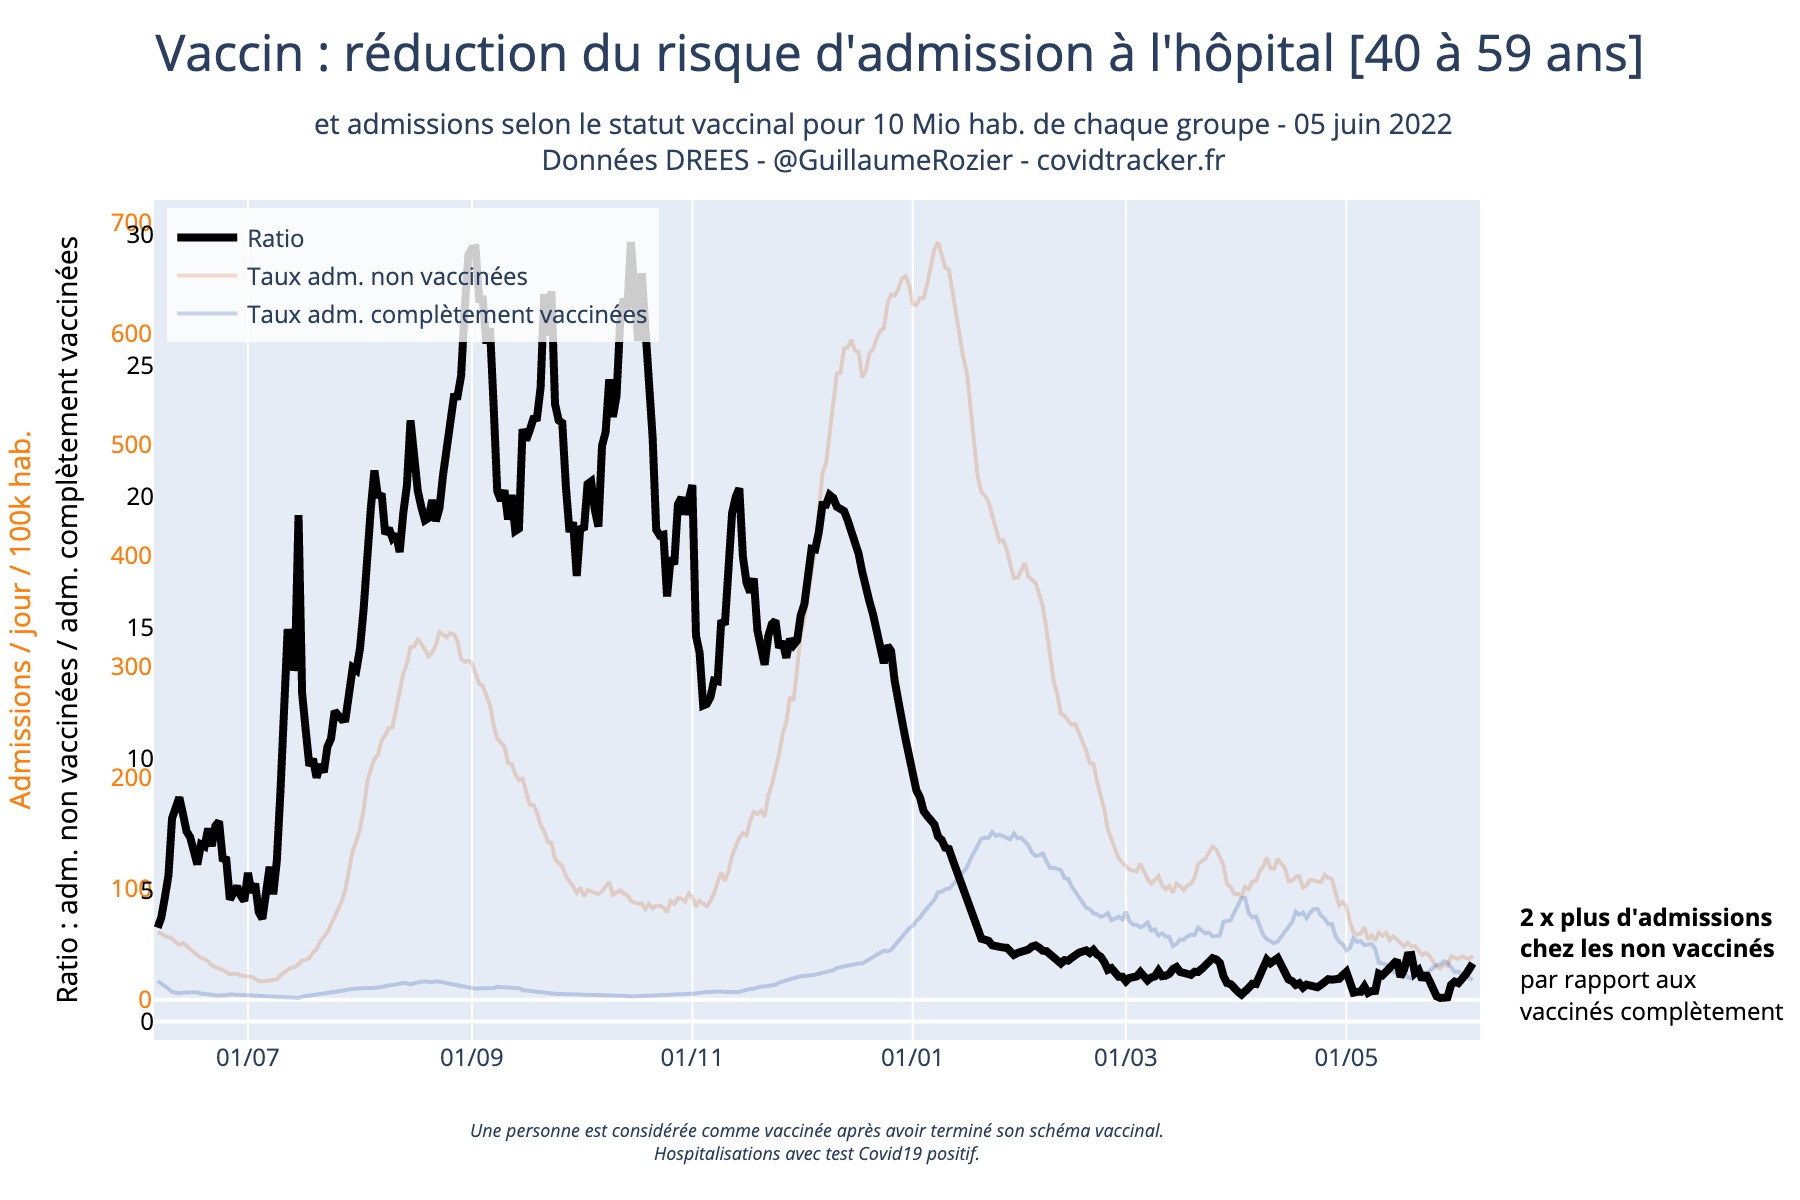 Vaccin : réduction du risque d'admission à l'hôpital [40 à 59 ans]
et admissions selon le statut vaccinal pour 10 Mio hab. de chaque groupe - 05 juin 2022
Données DREES - @GuillaumeRozier - covidtracker.fr
Admissions / jour / 100k hab.
Ratio : adm. non vaccinées / adm. complètement vaccinées
700
600
500
400
300
200
100
0
30
25
20
15
10
5
0
Ratio
Taux adm. non vaccinées
Taux adm. complètement vaccinées
2 x plus d'admissions
chez les non vaccinés
par rapport aux
vaccinés complètement
01/07
01/09
01/11
01/01
01/03
01/05
Une personne est considérée comme vaccinée après avoir terminé son schéma vaccinal.
Hospitalisations avec test Covid19 positif.